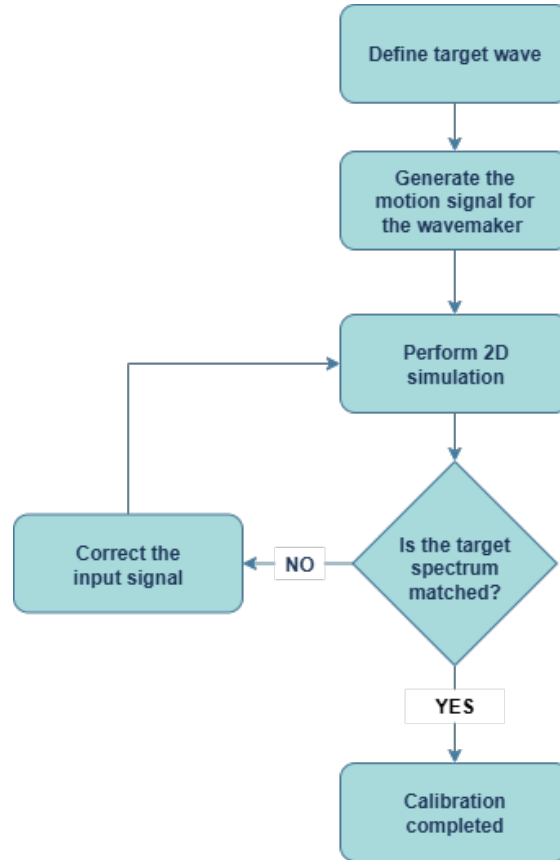 Define target wave
Generate the
motion signal for
the wavemaker
Perform 2D
simulation
Is the target
spectrum
matched?
NO
Correct the
input signal
YES
Calibration
completed